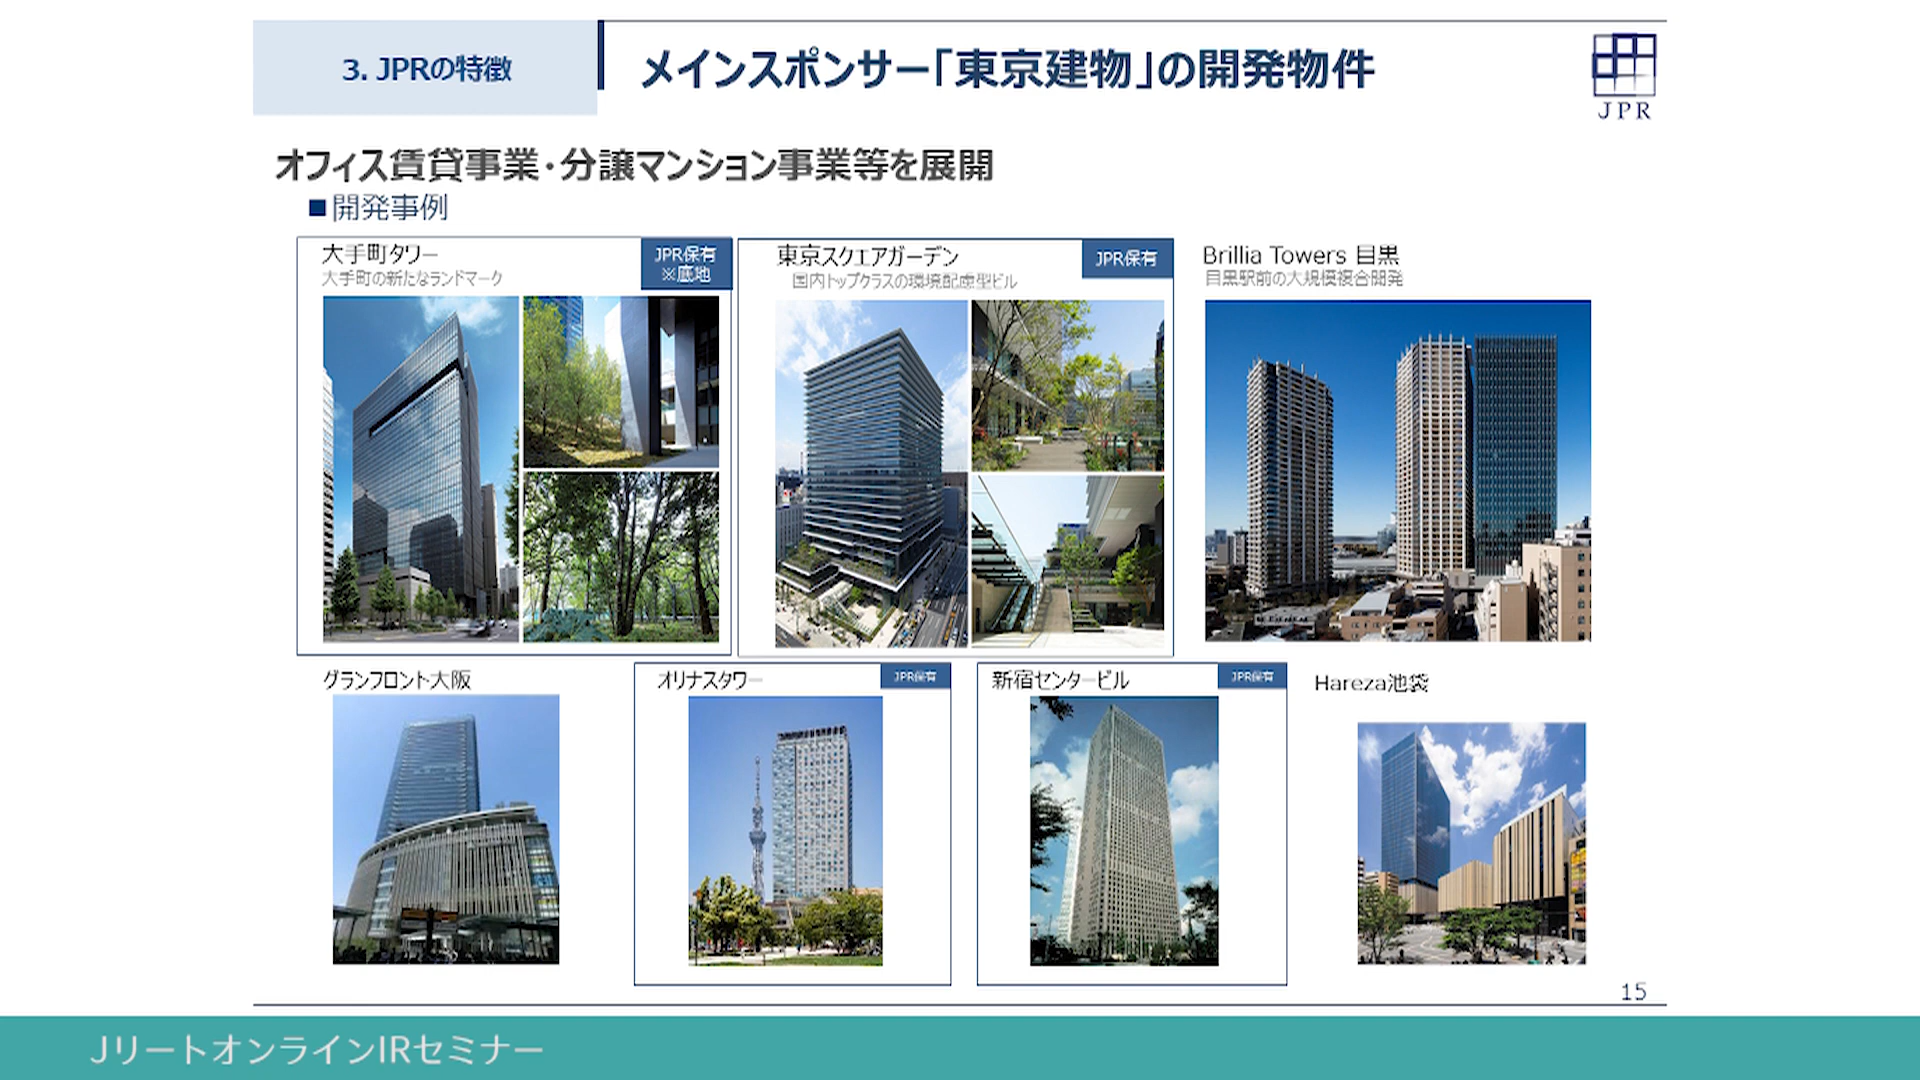 3. JPRの特徴
メインスポンサー「東京建物」の開発物件
JPR
オフィス賃貸事業・分譲マンション事業等を展開
■開発事例
大手町タワー
大手町の新たなランドマーク
JPR保有
※底地
東京スクエアガーデン
国内トップクラスの環境配慮型ビル
JPR保有
Brillia Towers 目黒
目黒駅前の大規模複合開発
グランフロント大阪
オリナスタワー
JPR保有
新宿センタービル
JPR保有
Hareza池袋
15
JリートオンラインIRセミナー